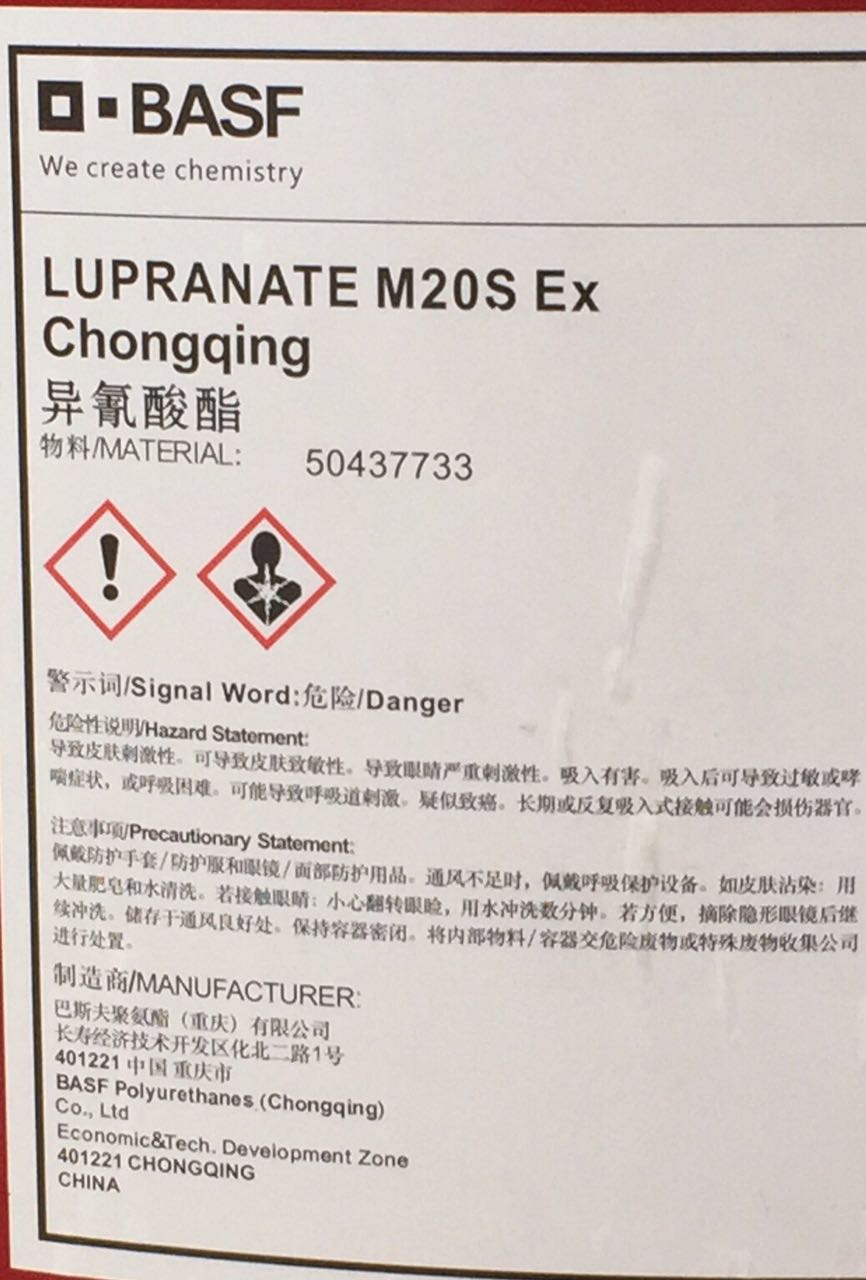 BASF
We create chemistry
LUPRANATE M20S Ex
Chongqing
异氰酸酯
物料/MATERIAL: 50437733
警示词/Signal Word:危险/Danger
危险性说明/Hazard Statement:
导致皮肤刺激性。可导致皮肤致敏性。导致眼睛严重刺激性。吸入有害。吸入后可导致过敏或哮
喘症状，或呼吸困难。可能导致呼吸道刺激。疑似致癌。长期或反复吸入式接触可能会损伤器官。
注意事项/Precautionary Statement:
佩戴防护手套/防护服和眼镜/面部防护用品。通风不足时，佩戴呼吸保护设备。如皮肤沾染：用
大量肥皂和水清洗。若接触眼睛：小心翻转眼睑，用水冲洗数分钟。若方便，摘除隐形眼镜后继
续冲洗。储存于通风良好处。保持容器密闭。将内部物料/容器交危险废物或特殊废物收集公司
进行处置。
制造商/MANUFACTURER:
巴斯夫聚氨酯（重庆）有限公司
长寿经济技术开发区化北二路1号
401221 中国 重庆市
BASF Polyurethanes (Chongqing)
Co., Ltd
Economic&Tech. Development Zone
401221 CHONGQING
CHINA